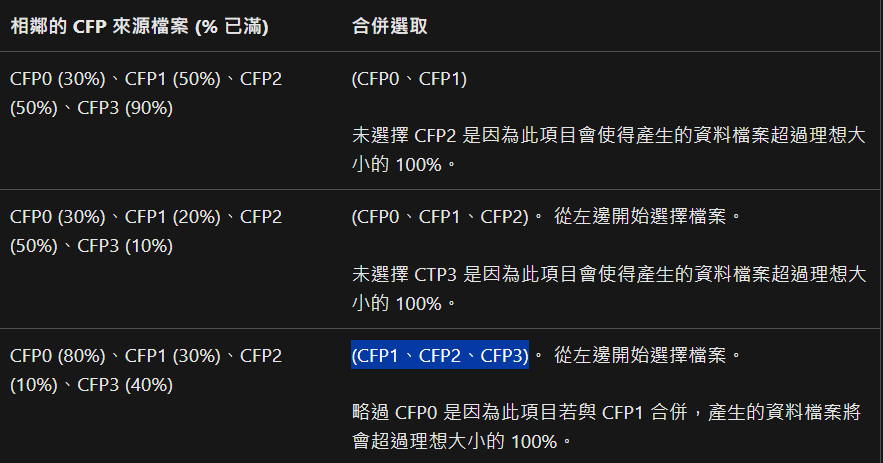 相鄰的 CFP 來源檔案 (% 已滿)
合併選取
CFP0 (30%)、CFP1 (50%)、CFP2
(50%)、CFP3 (90%)
(CFP0、CFP1)
未選擇 CFP2 是因為此項目會使得產生的資料檔案超過理想大
小的 100%。
CFP0 (30%)、CFP1 (20%)、CFP2
(50%)、CFP3 (10%)
(CFP0、CFP1、CFP2)。 從左邊開始選擇檔案。
未選擇 CTP3 是因為此項目會使得產生的資料檔案超過理想大
小的 100%。
CFP0 (80%)、CFP1 (30%)、CFP2
(10%)、CFP3 (40%)
(CFP1、CFP2、CFP3)。 從左邊開始選擇檔案。
略過 CFP0 是因為此項目若與 CFP1 合併，產生的資料檔案將
會超過理想大小的 100%。